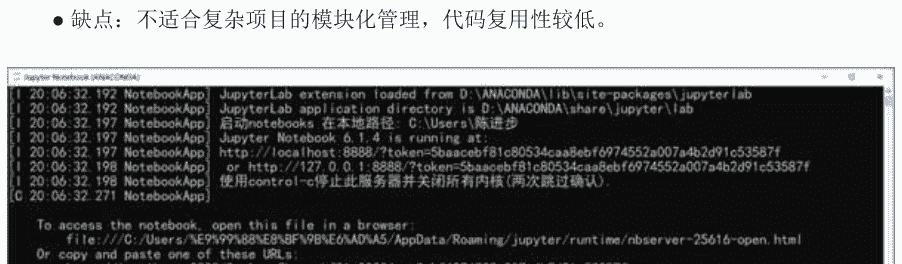 ● 缺点：不适合复杂项目的模块化管理，代码复用性较低。
Jupyter Notebook (ANACONDA)
[I 20:06:32.192 NotebookApp] JupyterLab extension loaded from D:\ANACONDA\lib\site-packages\jupyterlab
[I 20:06:32.192 NotebookApp] JupyterLab application directory is D:\ANACONDA\share\jupyter\lab
[I 20:06:32.197 NotebookApp] 启动notebooks 在本地路径: C:\Users\陈进步
[I 20:06:32.197 NotebookApp] Jupyter Notebook 6.1.4 is running at:
[I 20:06:32.197 NotebookApp] http://localhost:8888/?token=5baacebf81c80534caa8ebf6974552a007a4b2d91c53587f
[I 20:06:32.198 NotebookApp]  or http://127.0.0.1:8888/?token=5baacebf81c80534caa8ebf6974552a007a4b2d91c53587f
[I 20:06:32.198 NotebookApp] 使用control-c停止此服务器并关闭所有内核(两次跳过确认).
[C 20:06:32.271 NotebookApp]
To access the notebook, open this file in a browser:
file:///C:/Users/%E9%99%88%E8%BF%9B%E6%AD%A5/AppData/Roaming/jupyter/runtime/nbserver-25616-open.html
Or copy and paste one of these URLs: